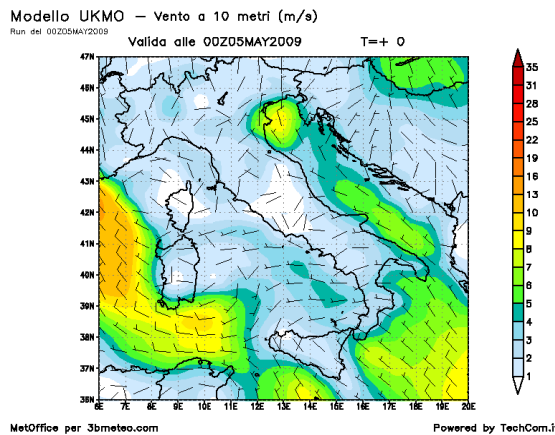 Modello UKMO – Vento a 10 metri (m/s)
Run del 00Z05MAY2009
Valida alle 00Z05MAY2009 T=+ 0
47N
46N
45N
44N
43N
42N
41N
40N
39N
38N
37N
36N
6E 7E 8E 9E 10E 11E 12E 13E 14E 15E 16E 17E 18E 19E 20E
35
31
28
25
22
19
16
13
10
9
8
7
6
5
4
3
2
1
MetOffice per 3bmeteo.com Powered by TechCom.i